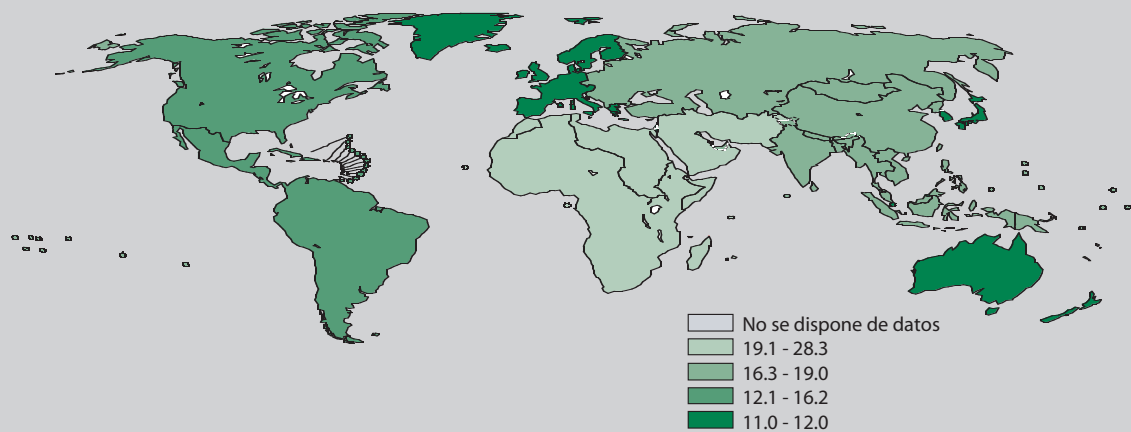 No se dispone de datos
19.1 - 28.3
16.3 - 19.0
12.1 - 16.2
11.0 - 12.0